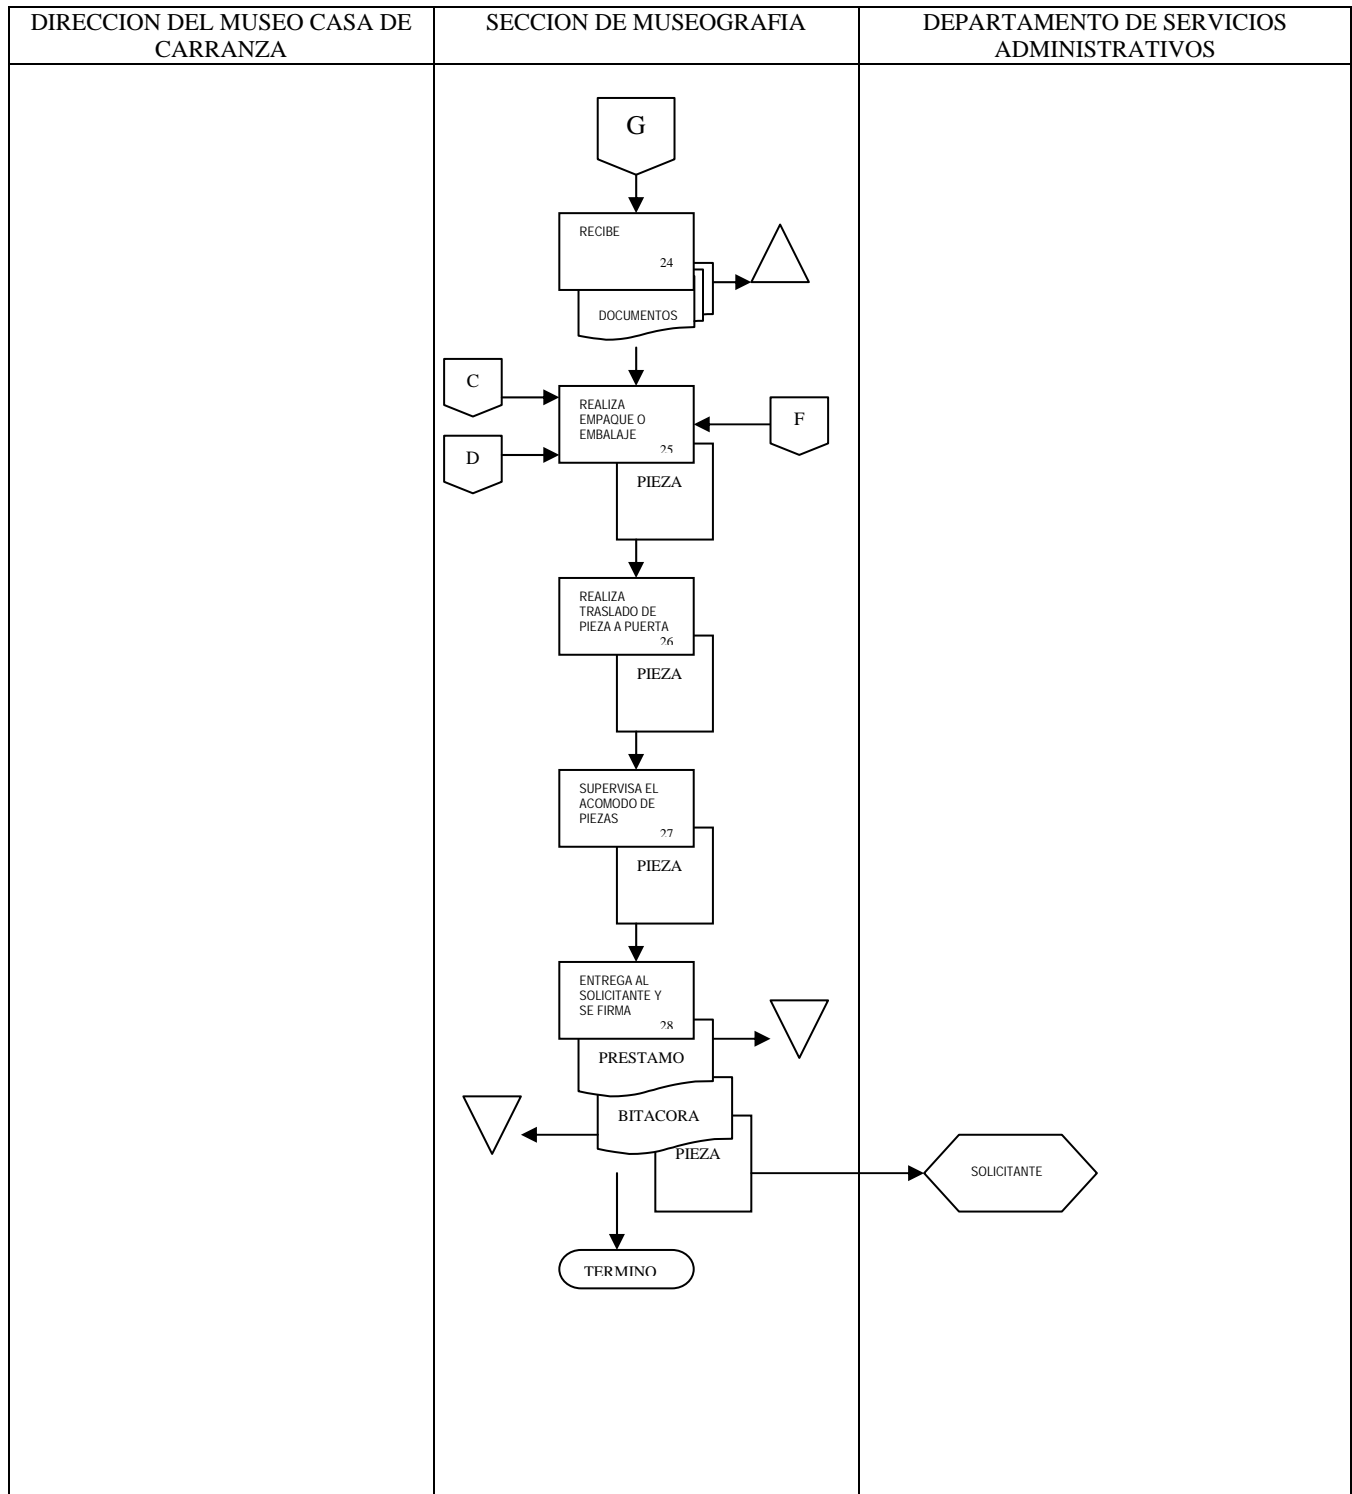 DIRECCION DEL MUSEO CASA DE
CARRANZA
SECCION DE MUSEOGRAFIA
DEPARTAMENTO DE SERVICIOS
ADMINISTRATIVOS
G
RECIBE
24
DOCUMENTOS
C
REALIZA
EMPAQUE O
EMBALAJE
25
F
D
PIEZA
REALIZA
TRASLADO DE
PIEZA A PUERTA
26
PIEZA
SUPERVISA EL
ACOMODO DE
PIEZAS
27
PIEZA
ENTREGA AL
SOLICITANTE Y
SE FIRMA
28
PRESTAMO
BITACORA
PIEZA
SOLICITANTE
TERMINO